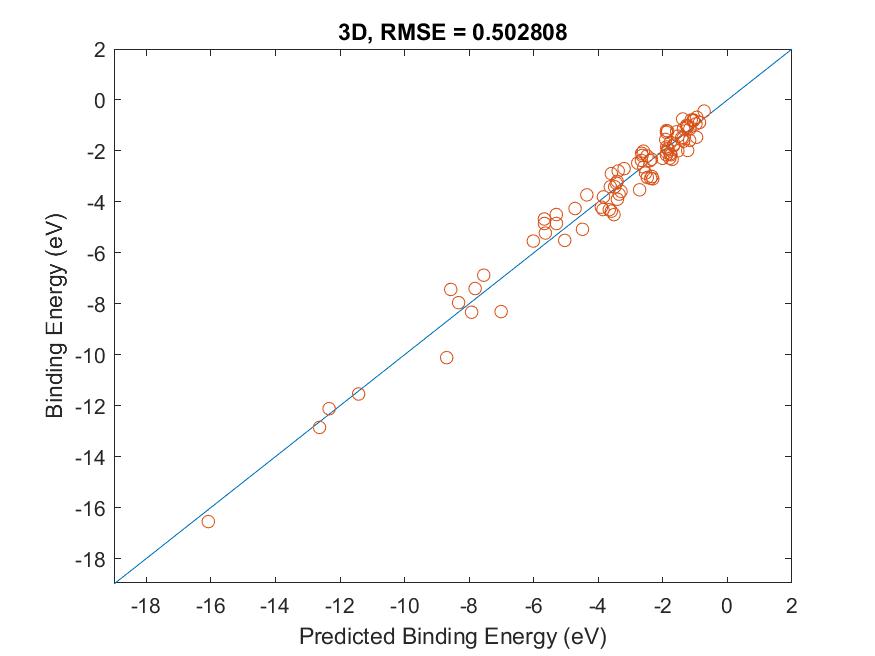 3D, RMSE = 0.502808
2
0
-2
-4
-6
-8
-10
-12
-14
-16
-18
Binding Energy (eV)
-18 -16 -14 -12 -10 -8 -6 -4 -2 0 2
Predicted Binding Energy (eV)